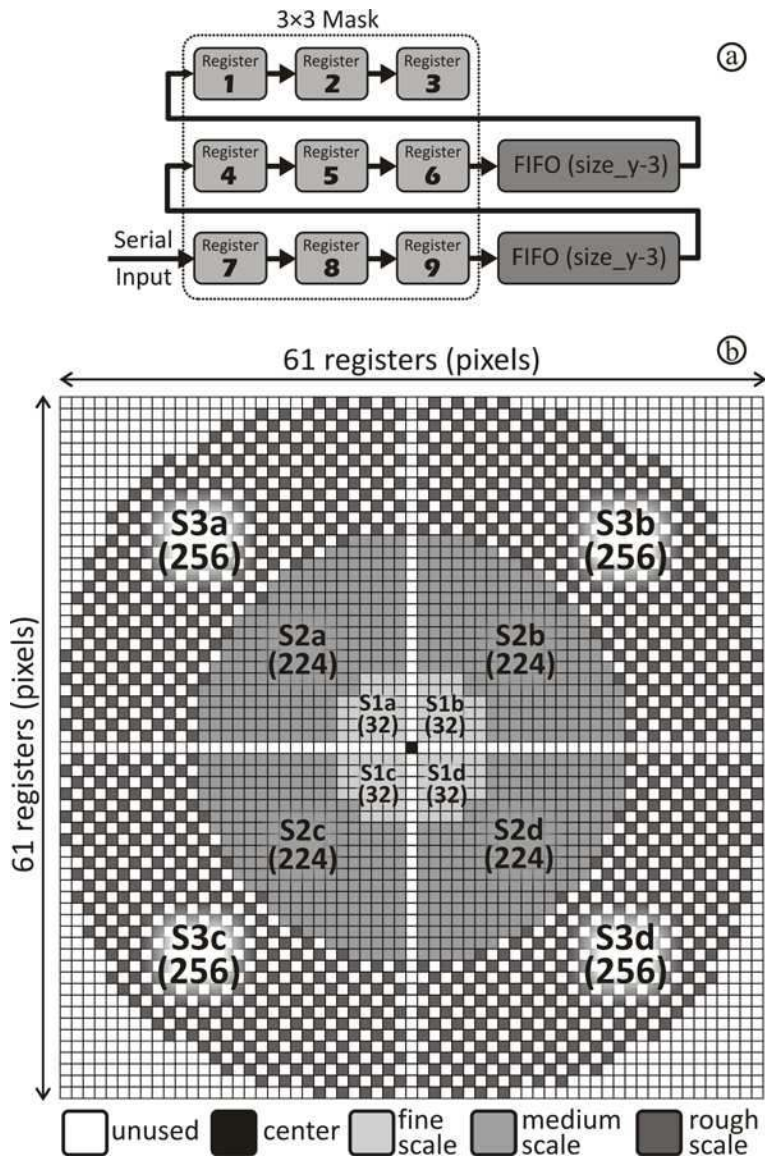 3×3 Mask
a
Register Register Register
1 2 3
Register Register Register
4 5 6
FIFO (size_y-3)
Serial
Input
Register Register Register
7 8 9
FIFO (size_y-3)
b
61 registers (pixels)
61 registers (pixels)
S3a
(256)
S3b
(256)
S2a
(224)
S2b
(224)
S1a
(32)
S1b
(32)
S1c
(32)
S1d
(32)
S2c
(224)
S2d
(224)
S3c
(256)
S3d
(256)
unused
center
fine
scale
medium
scale
rough
scale